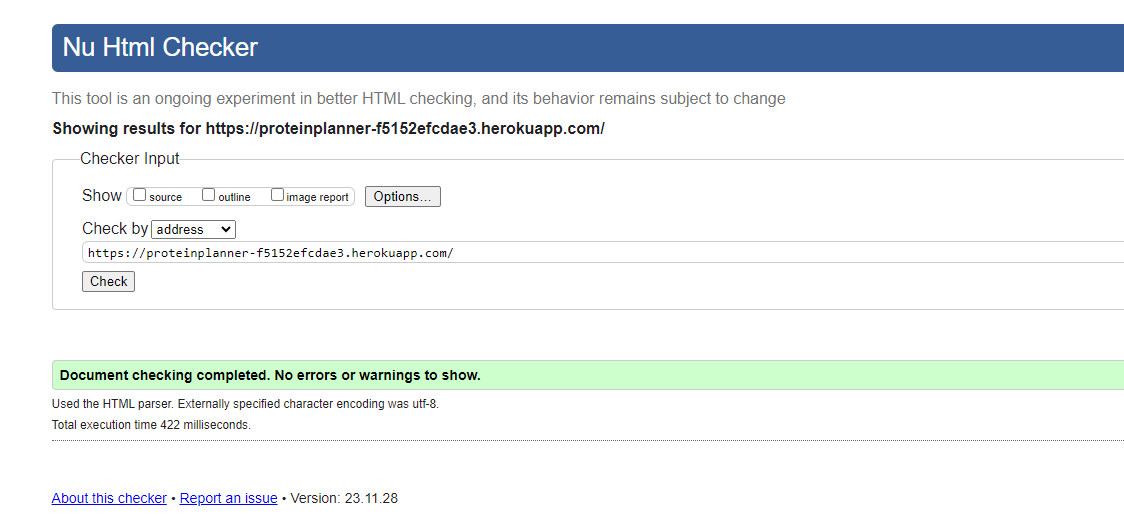 Nu Html Checker
This tool is an ongoing experiment in better HTML checking, and its behavior remains subject to change
Showing results for https://proteinplanner-f5152efcdae3.herokuapp.com/
Checker Input
Show source outline image report Options...
Check by address
https://proteinplanner-f5152efcdae3.herokuapp.com/
Check
Document checking completed. No errors or warnings to show.
Used the HTML parser. Externally specified character encoding was utf-8.
Total execution time 422 milliseconds.
About this checker • Report an issue • Version: 23.11.28